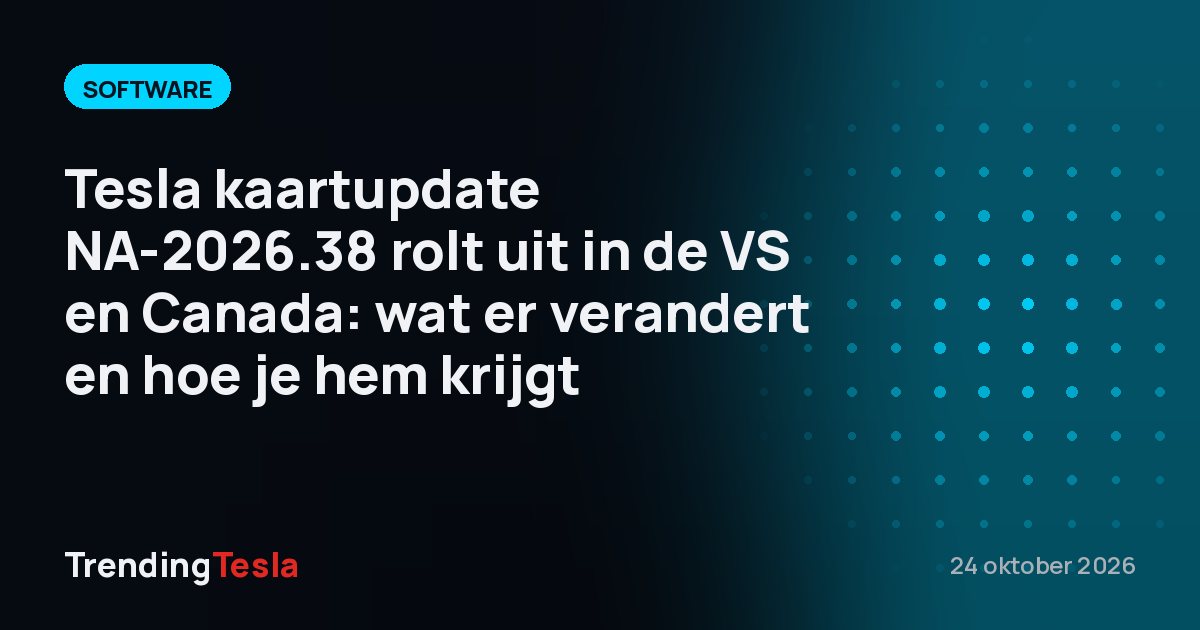 SOFTWARE
Tesla kaartupdate
NA-2026.38 rolt uit in de VS
en Canada: wat er verandert
en hoe je hem krijgt
TrendingTesla
24 oktober 2026